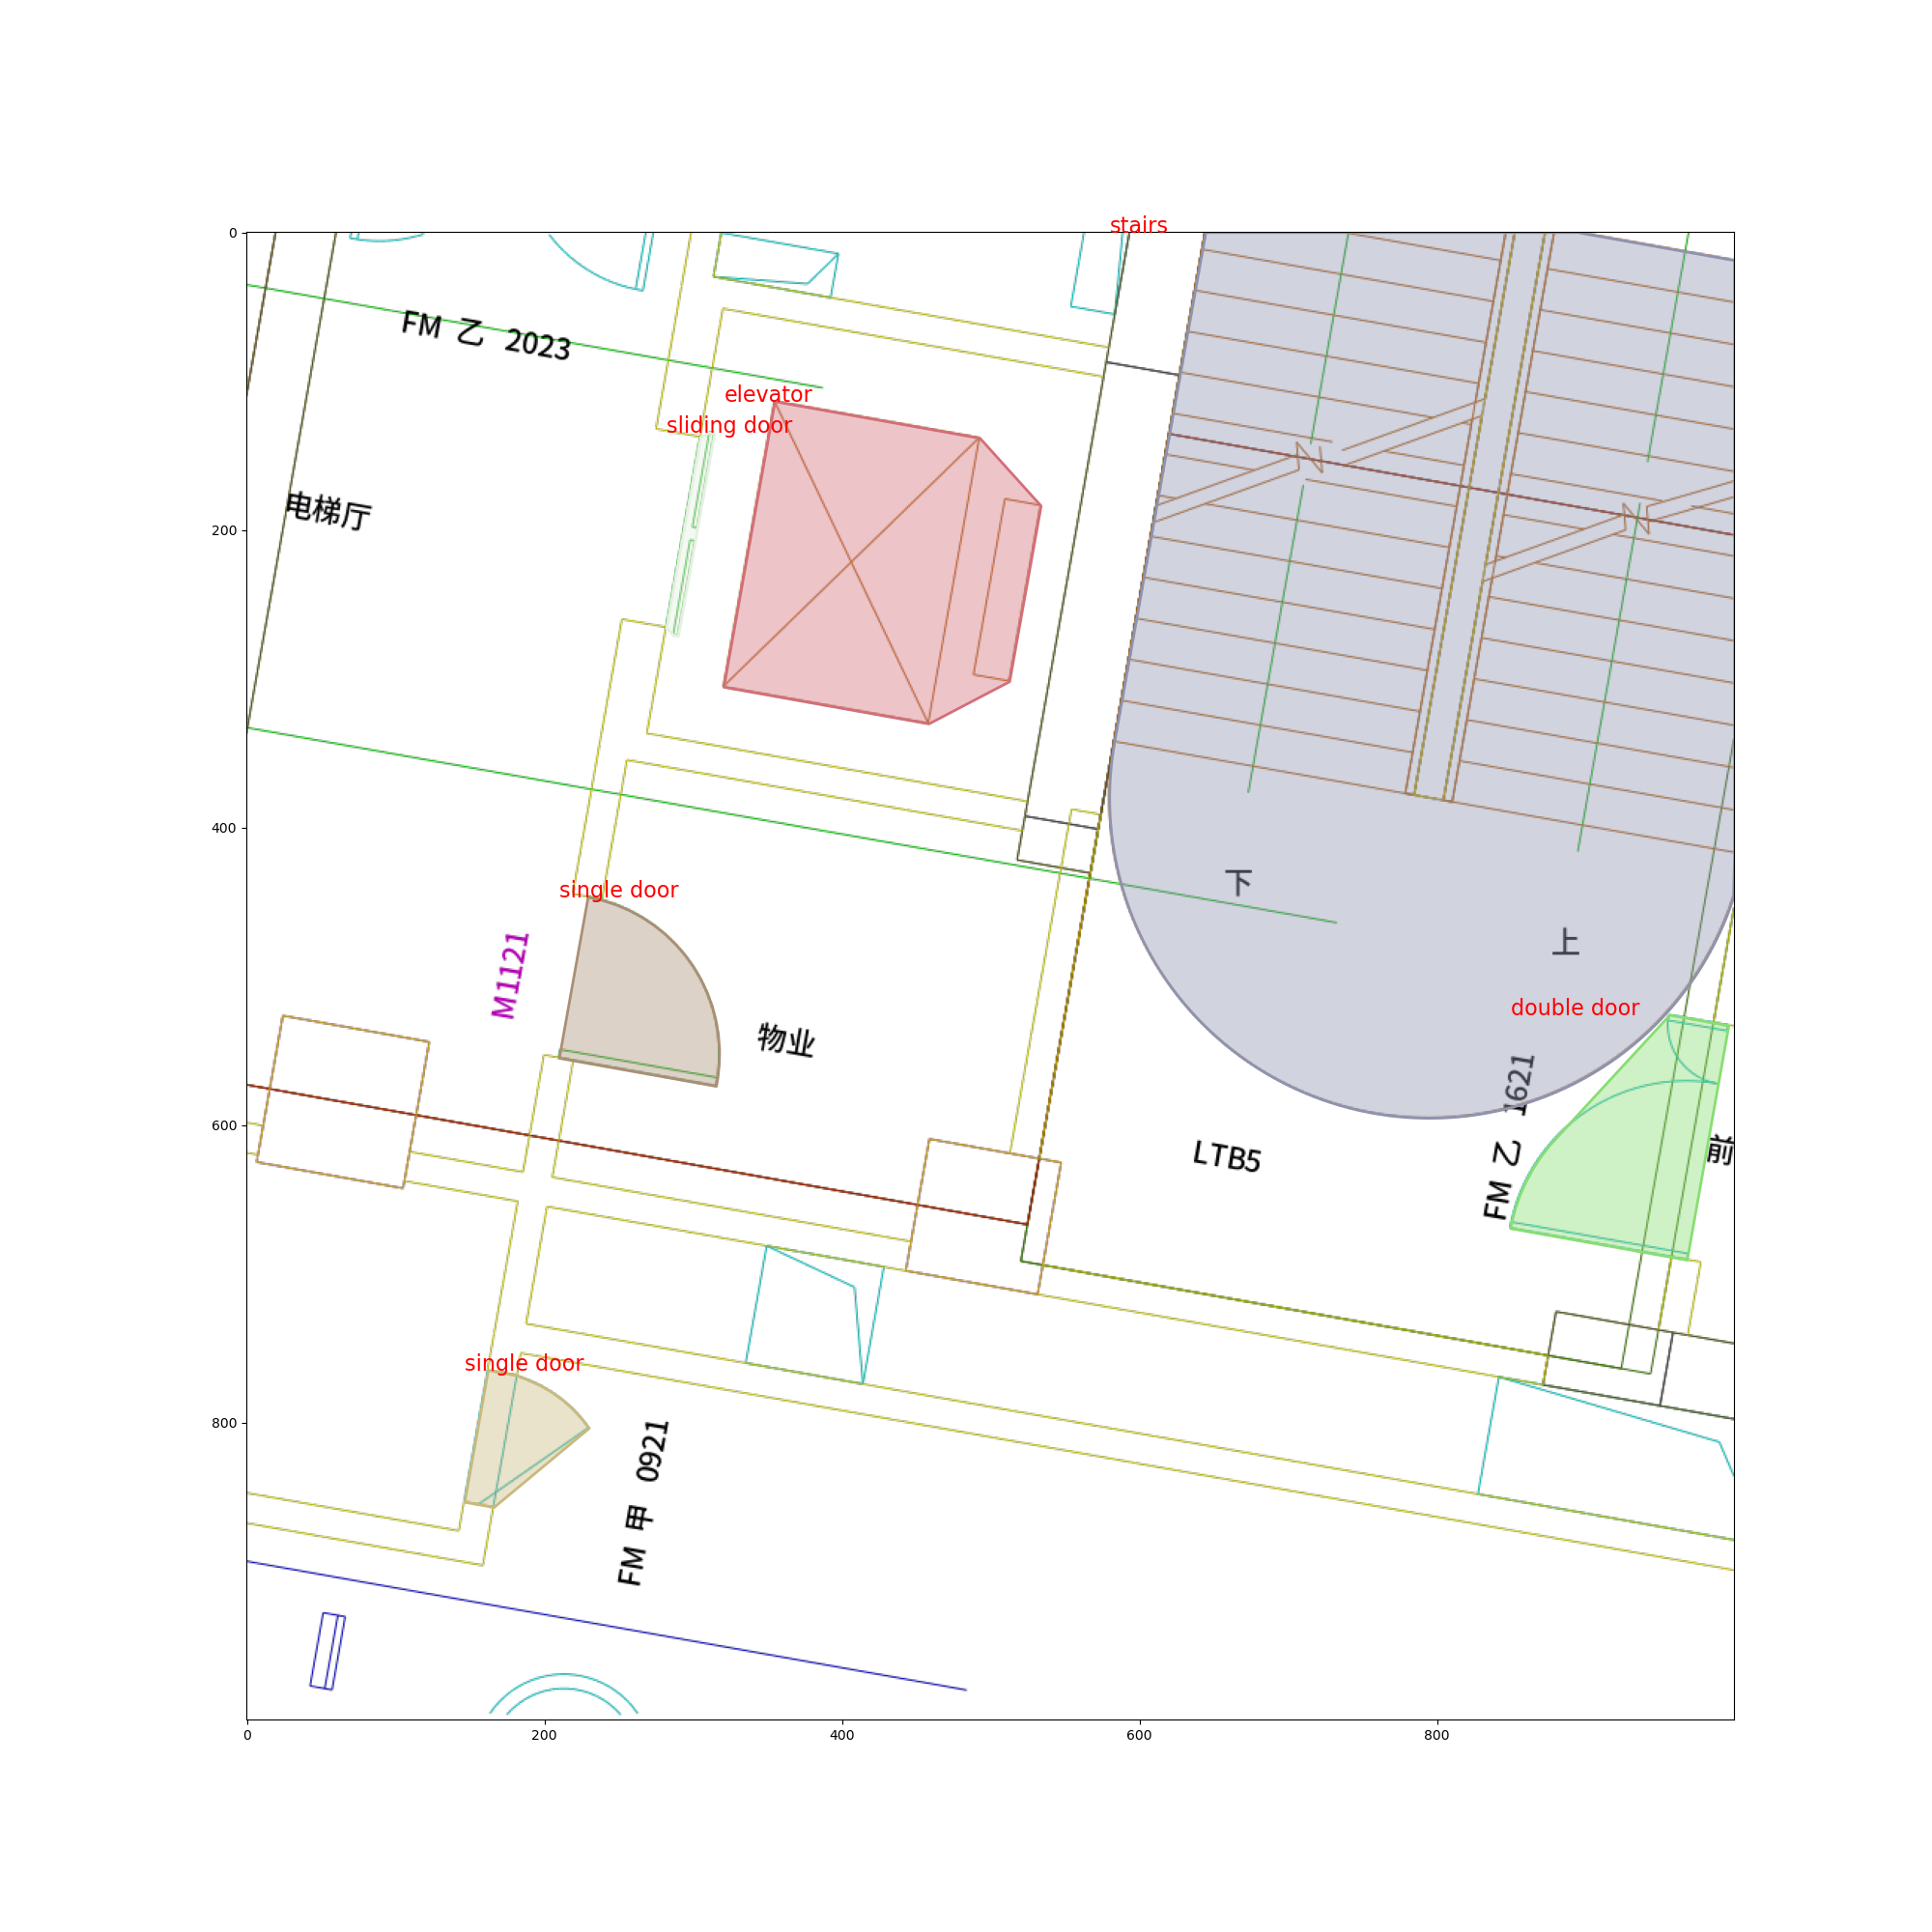 stairs
0
FM 乙 2023
elevator
sliding door
电梯厅
200
400
下
single door
上
M1121
double door
物业
FM 乙 1621
600
LTB5
前
single door
800
FM 甲 0921
0
200
400
600
800